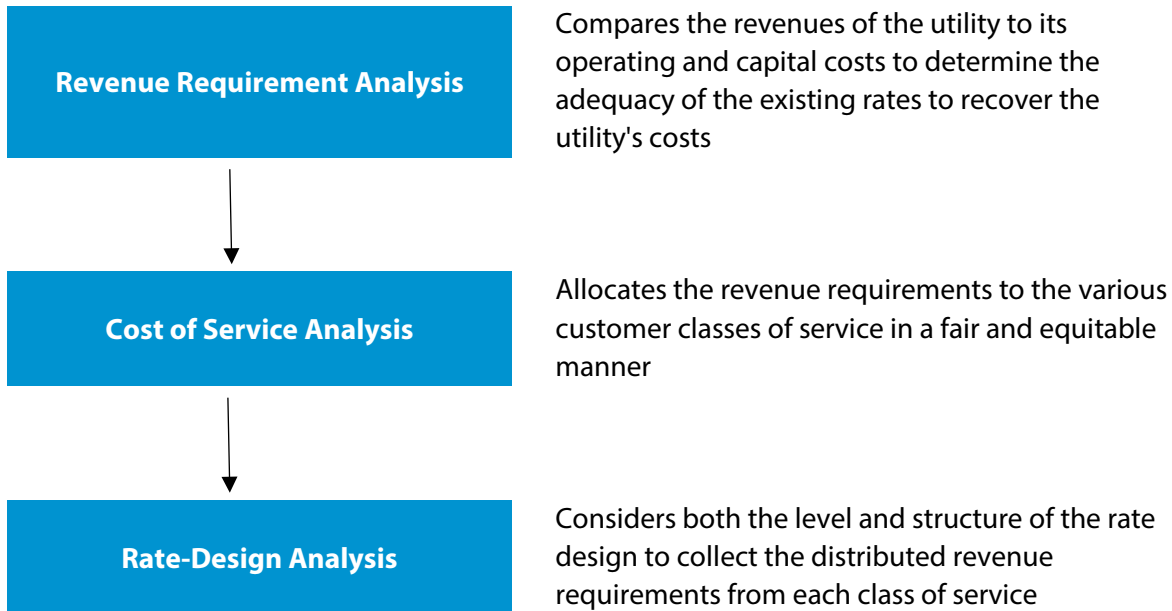 Revenue Requirement Analysis
Compares the revenues of the utility to its
operating and capital costs to determine the
adequacy of the existing rates to recover the
utility's costs
Cost of Service Analysis
Allocates the revenue requirements to the various
customer classes of service in a fair and equitable
manner
Rate-Design Analysis
Considers both the level and structure of the rate
design to collect the distributed revenue
requirements from each class of service